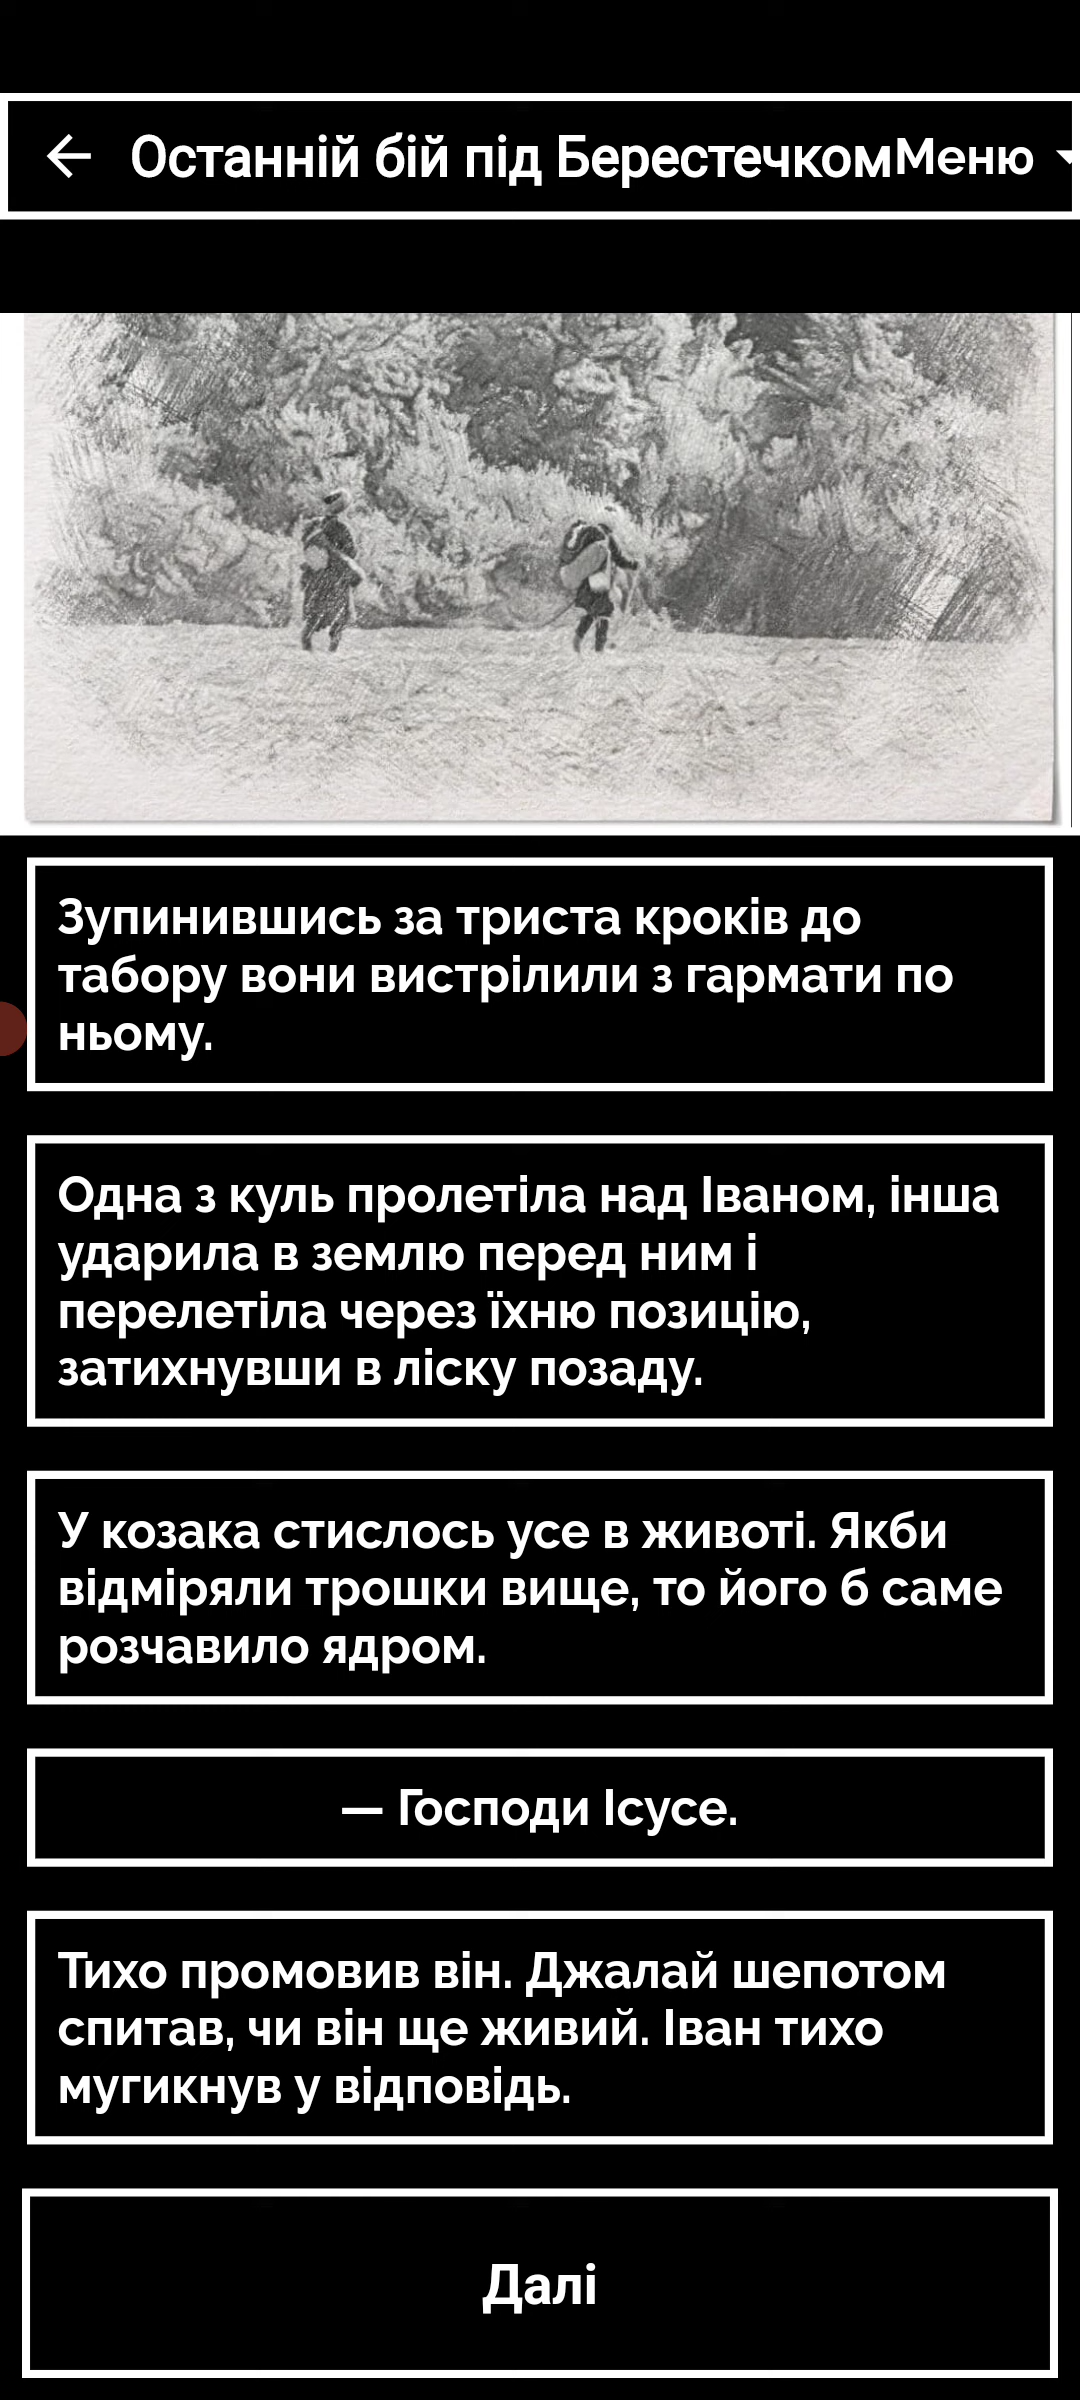 Останній бій під Берестечком Меню
Зупинившись за триста кроків до
табору вони вистрілили з гармати по
ньому.
Одна з куль пролетіла над Іваном, інша
ударила в землю перед ним і
перелетіла через їхню позицію,
затихнувши в ліску позаду.
У козака стислось усе в животі. Якби
відміряли трошки вище, то його б саме
розчавило ядром.
— Господи Ісусе.
Тихо промовив він. Джалай шепотом
спитав, чи він ще живий. Іван тихо
мугикнув у відповідь.
Далі